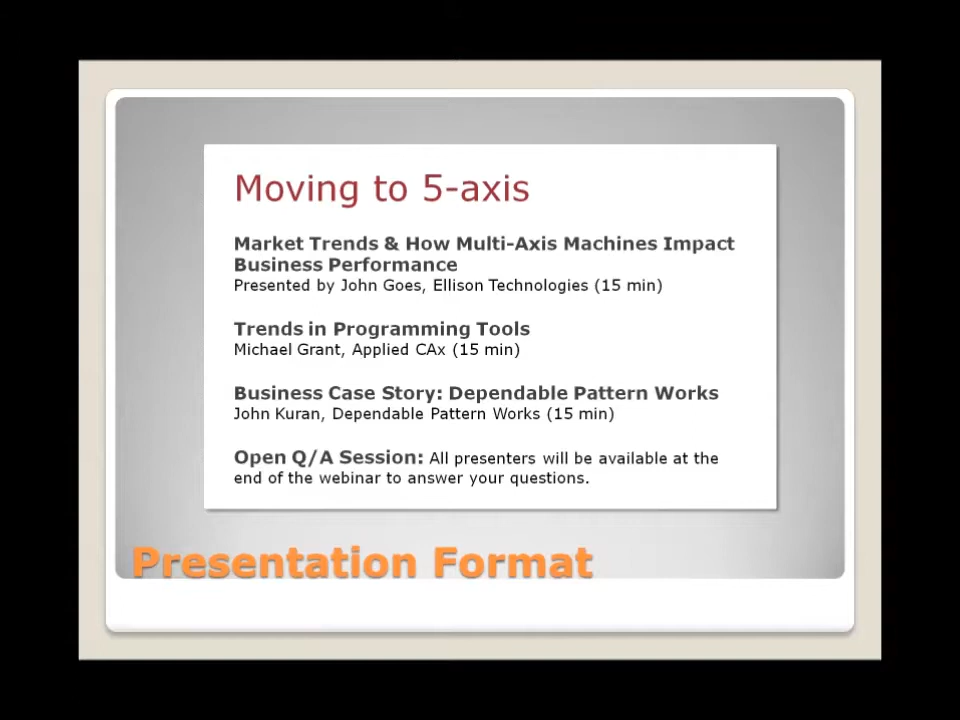 Moving to 5-axis
Market Trends & How Multi-Axis Machines Impact
Business Performance
Presented by John Goes, Ellison Technologies (15 min)
Trends in Programming Tools
Michael Grant, Applied CAx (15 min)
Business Case Story: Dependable Pattern Works
John Kuran, Dependable Pattern Works (15 min)
Open Q/A Session: All presenters will be available at the
end of the webinar to answer your questions.
Presentation Format